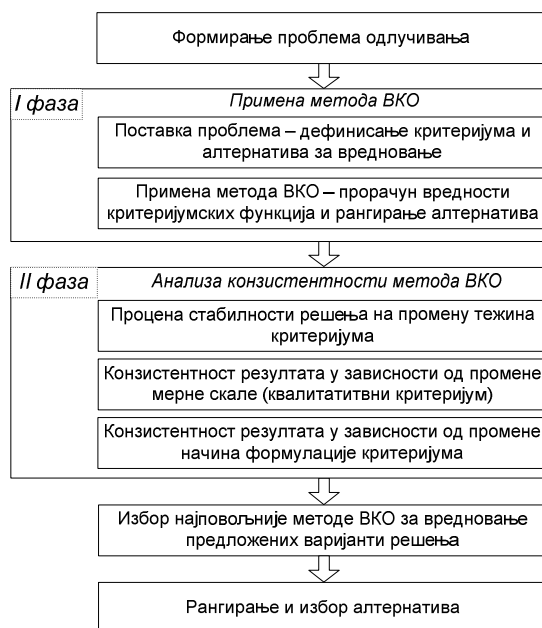 Формирање проблема одлучивања
I фаза
Примена метода ВКО
Поставка проблема – дефинисање критеријума и
алтернатива за вредновање
Примена метода ВКО – прорачун вредности
критеријумских функција и рангирање алтернатива
II фаза
Анализа конзистентности метода ВКО
Процена стабилности решења на промену тежина
критеријума
Конзистентност резултата у зависности од промене
мерне скале (квалитатитвни критеријум)
Конзистентност резултата у зависности од промене
начина формулације критеријума
Избор најповољније методе ВКО за вредновање
предложених варијанти решења
Рангирање и избор алтернатива